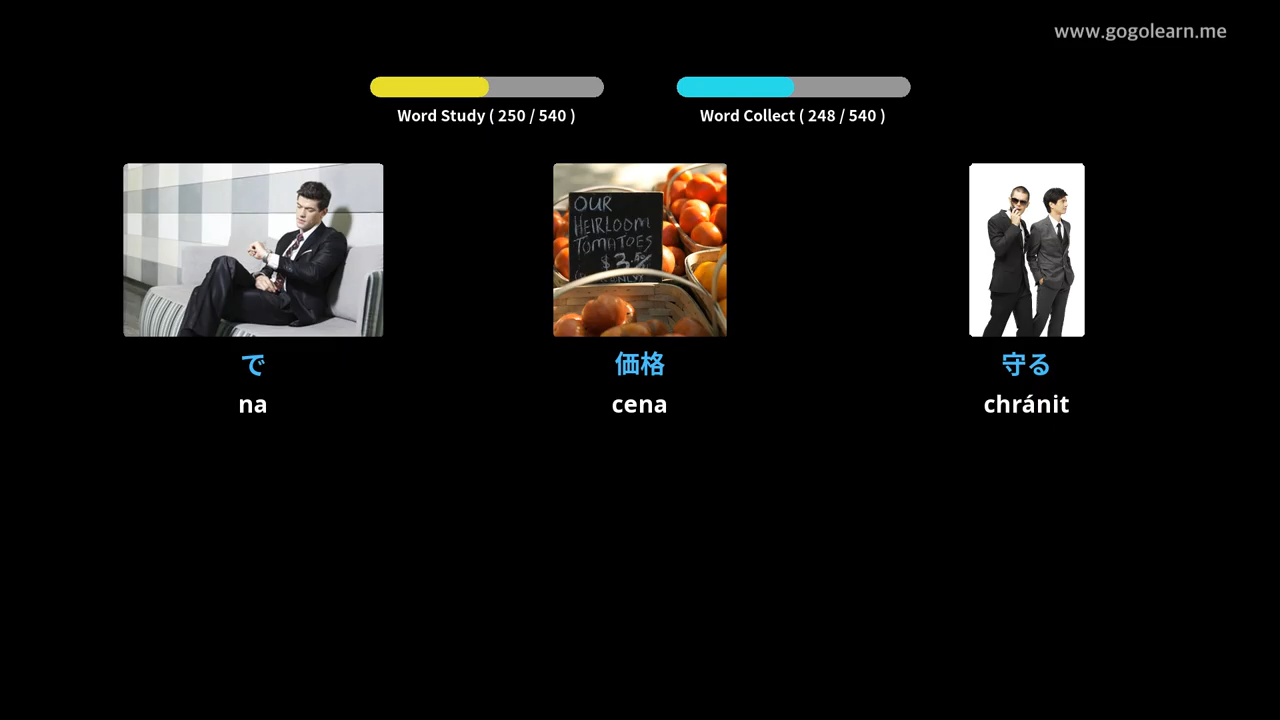 www.gogolearn.me
Word Study ( 250 / 540 )
Word Collect ( 248 / 540 )
OUR
HEIRLOOM
TOMATOES
で
価格
守る
na
cena
chránit